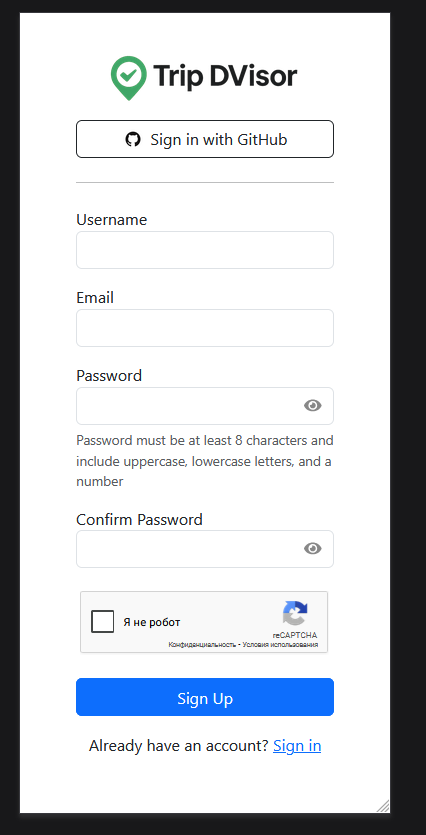 Trip DVisor
Sign in with GitHub
Username
Email
Password
Password must be at least 8 characters and
include uppercase, lowercase letters, and a
number
Confirm Password
Я не робот
reCAPTCHA
Конфиденциальность - Условия использования
Sign Up
Already have an account? Sign in